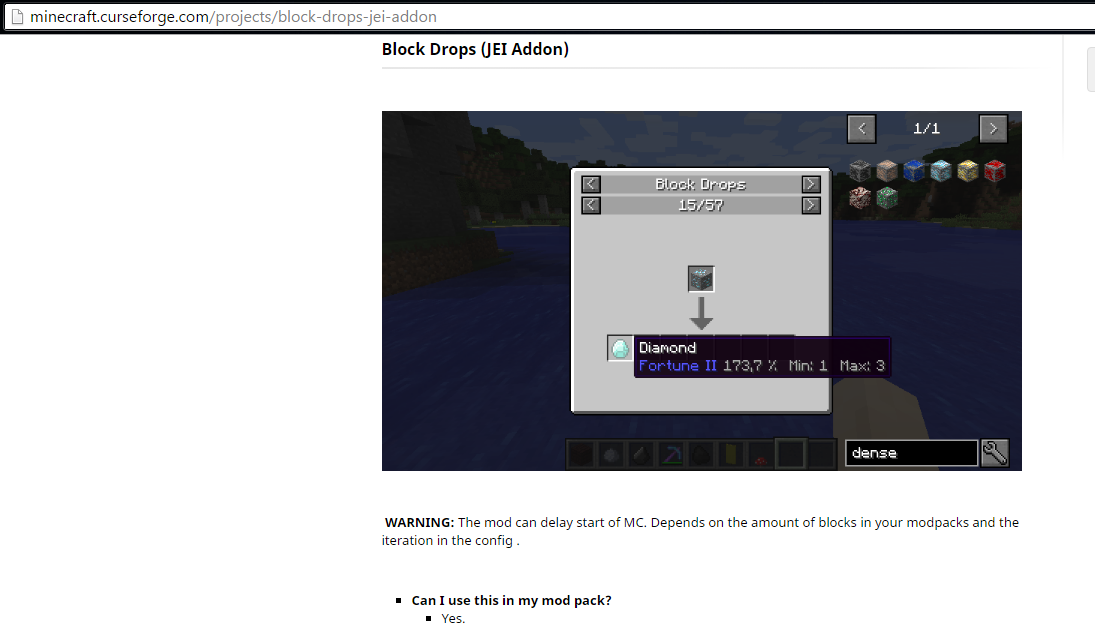 minecraft.curseforge.com/projects/block-drops-jei-addon
Block Drops (JEI Addon)
< 1/1 >
< Block Drops >
< 15/57 >
Diamond
Fortune II 173,7 % Min: 1 Max: 3
dense
WARNING: The mod can delay start of MC. Depends on the amount of blocks in your modpacks and the
iteration in the config .
Can I use this in my mod pack?
Yes.